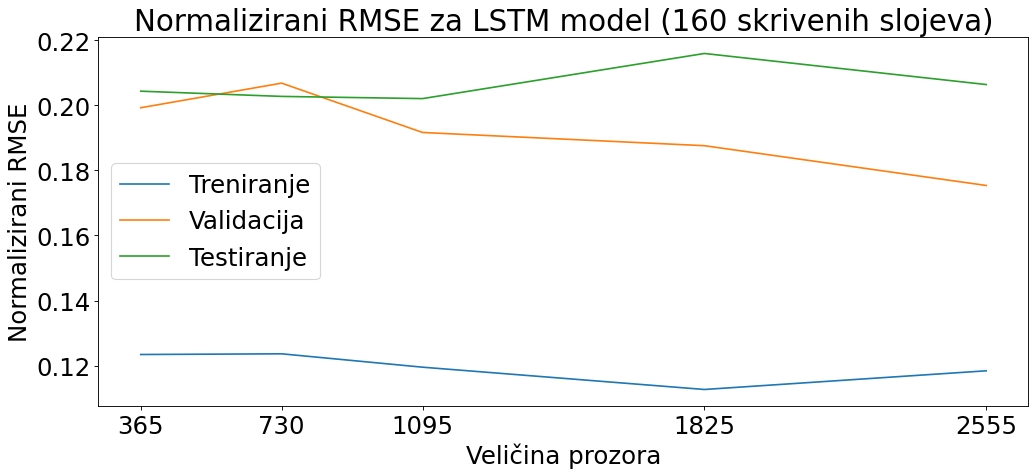 Normalizirani RMSE za LSTM model (160 skrivenih slojeva)
Normalizirani RMSE
0.22
0.20
0.18
0.16
0.14
0.12
Treniranje
Validacija
Testiranje
365 730 1095 1825 2555
Veličina prozora